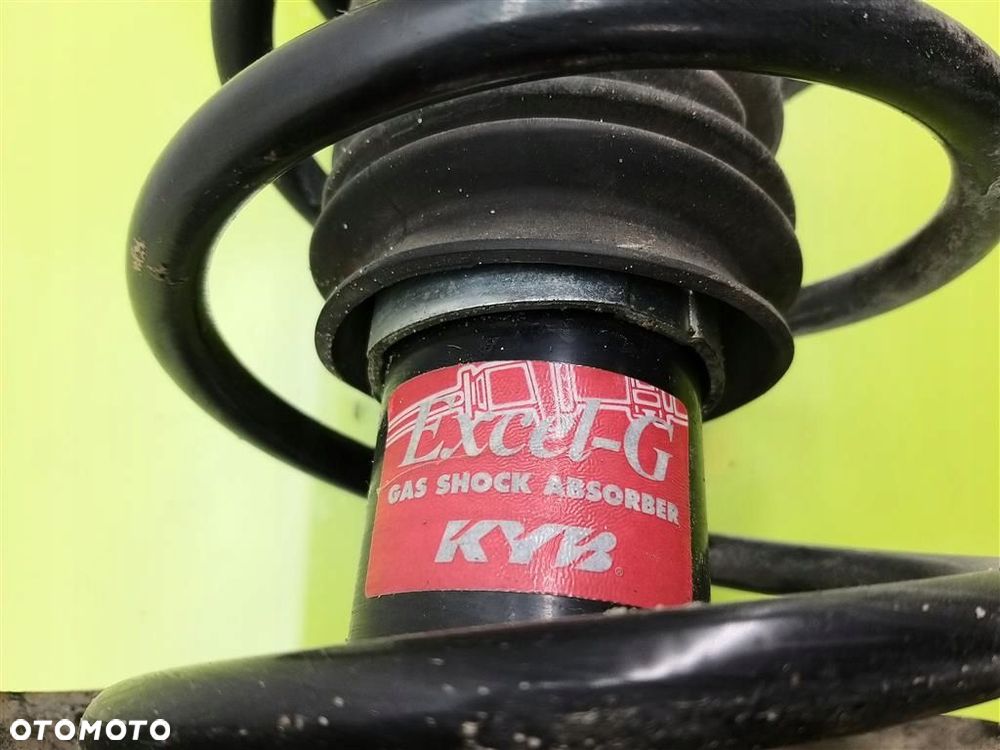 Excel-G
GAS SHOCK ABSORBER
KYB®
OTOMOTO